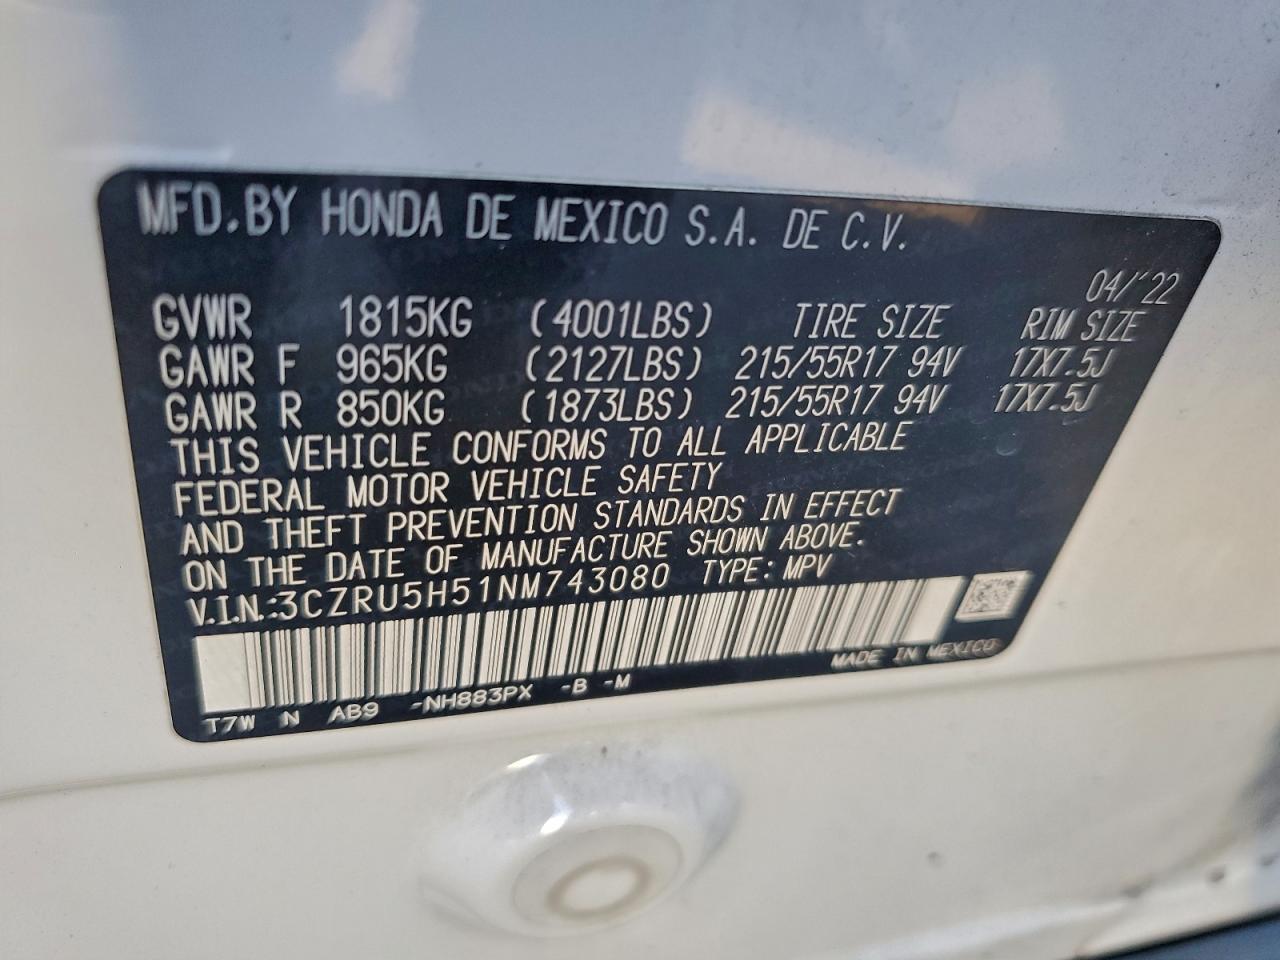 MFD. BY HONDA DE MEXICO S.A. DE C.V.
04/'22
GVWR 1815KG (4001LBS) TIRE SIZE RIM SIZE
GAWR F 965KG (2127LBS) 215/55R17 94V 17X7.5J
GAWR R 850KG (1873LBS) 215/55R17 94V 17X7.5J
THIS VEHICLE CONFORMS TO ALL APPLICABLE
FEDERAL MOTOR VEHICLE SAFETY
AND THEFT PREVENTION STANDARDS IN EFFECT
ON THE DATE OF MANUFACTURE SHOWN ABOVE.
V.I.N.:3CZRU5H51NM743080 TYPE: MPV
MADE IN MEXICO
T7W N AB9 -NH883PX -B -M